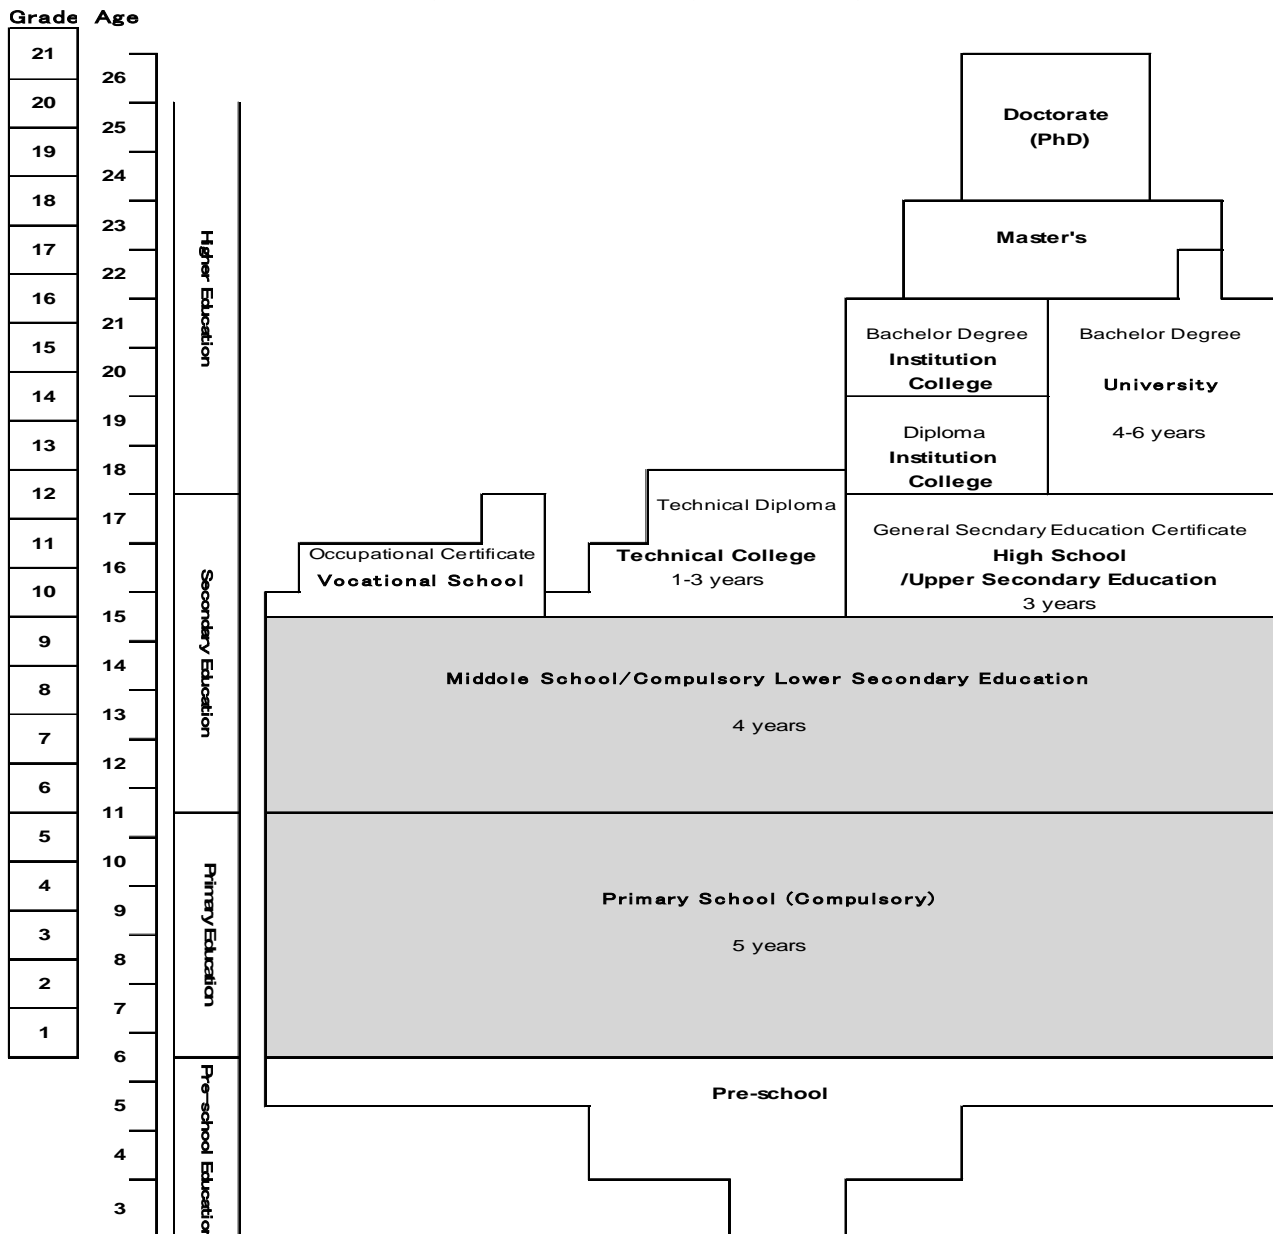 Grade Age
21
26
20
25
19
24
18
23
17
22
16
21
15
20
14
19
13
18
12
17
11
16
10
15
9
14
8
13
7
12
6
11
5
10
4
9
3
8
2
7
1
6
5
4
3
Higher Education
Secondary Education
Primary Education
Pre-school Education
Doctorate
(PhD)
Master's
Bachelor Degree
Institution
College
Bachelor Degree
University
4-6 years
Diploma
Institution
College
Technical Diploma
Technical College
1-3 years
General Secndary Education Certificate
High School
/Upper Secondary Education
3 years
Occupational Certificate
Vocational School
Middole School/Compulsory Lower Secondary Education
4 years
Primary School (Compulsory)
5 years
Pre-school